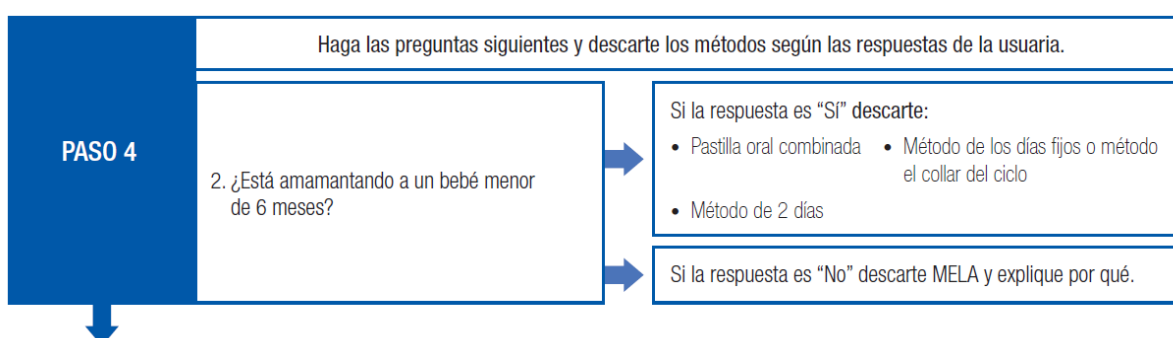 Haga las preguntas siguientes y descarte los métodos según las respuestas de la usuaria.
PASO 4
2. ¿Está amamantando a un bebé menor
de 6 meses?
Si la respuesta es “Sí” descarte:
• Pastilla oral combinada
• Método de los días fijos o método
el collar del ciclo
• Método de 2 días
Si la respuesta es “No” descarte MELA y explique por qué.